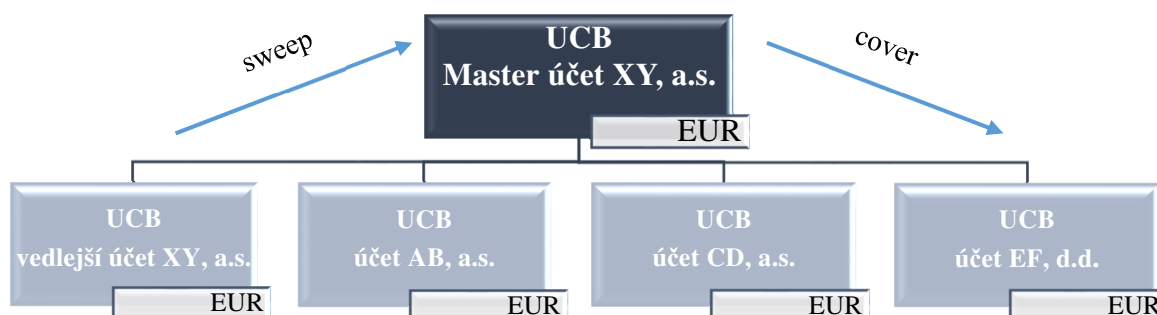 sweep
UCB
Master účet XY, a.s.
EUR
cover
UCB
vedlejší účet XY, a.s.
EUR
UCB
účet AB, a.s.
EUR
UCB
účet CD, a.s.
EUR
UCB
účet EF, d.d.
EUR